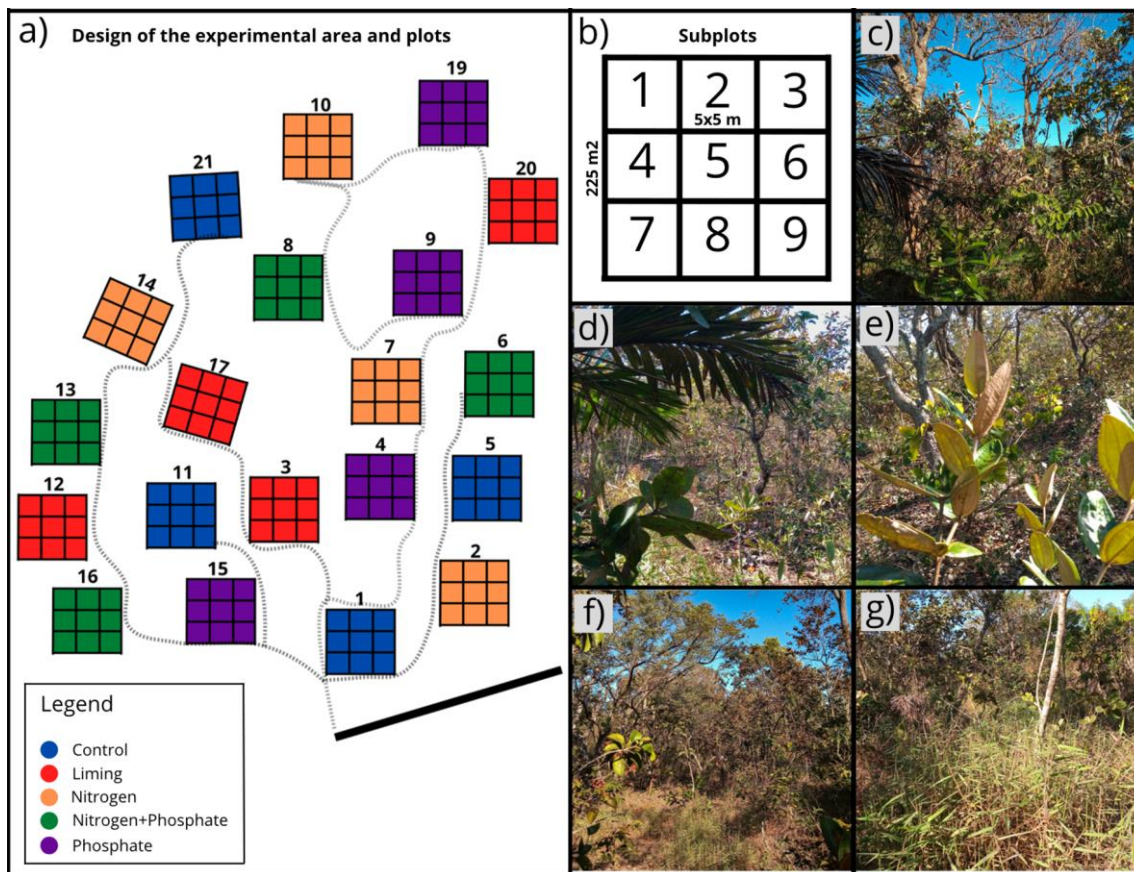 a)
Design of the experimental area and plots
19
10
21
20
8
9
14
7
6
17
13
4
5
3
11
12
2
15
16
1
Legend
Control
Liming
Nitrogen
Nitrogen+Phosphate
Phosphate
b)
Subplots
1 2 3
5x5 m
4 5 6
225 m2
7 8 9
c)
d)
e)
f)
g)